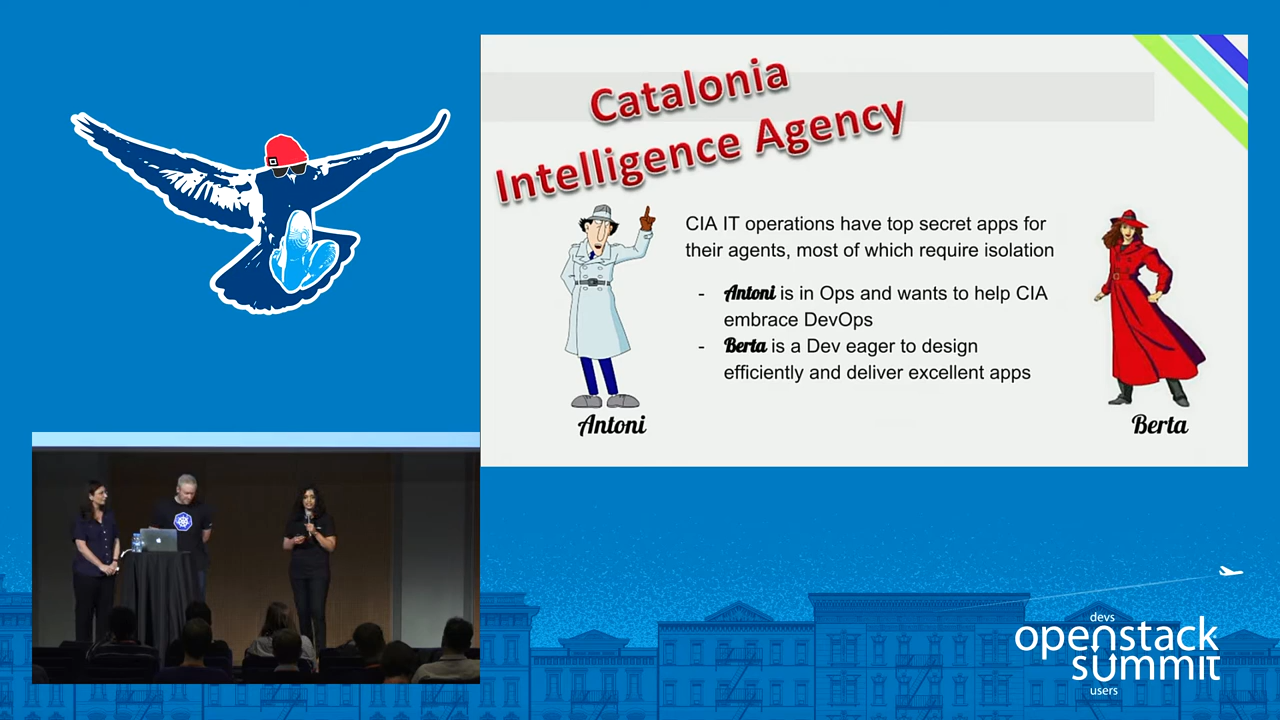 Catalonia
Intelligence Agency
CIA IT operations have top secret apps for
their agents, most of which require isolation
- Antoni is in Ops and wants to help CIA
embrace DevOps
- Berta is a Dev eager to design
efficiently and deliver excellent apps
Antoni
Berta
devs
openstack
summit
users